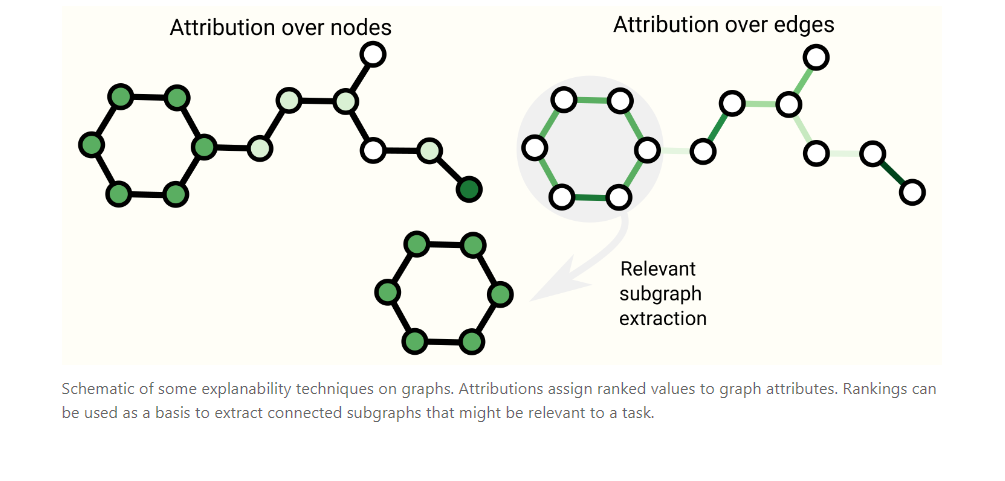 Attribution over nodes
Attribution over edges
Relevant
subgraph
extraction
Schematic of some explanability techniques on graphs. Attributions assign ranked values to graph attributes. Rankings can
be used as a basis to extract connected subgraphs that might be relevant to a task.